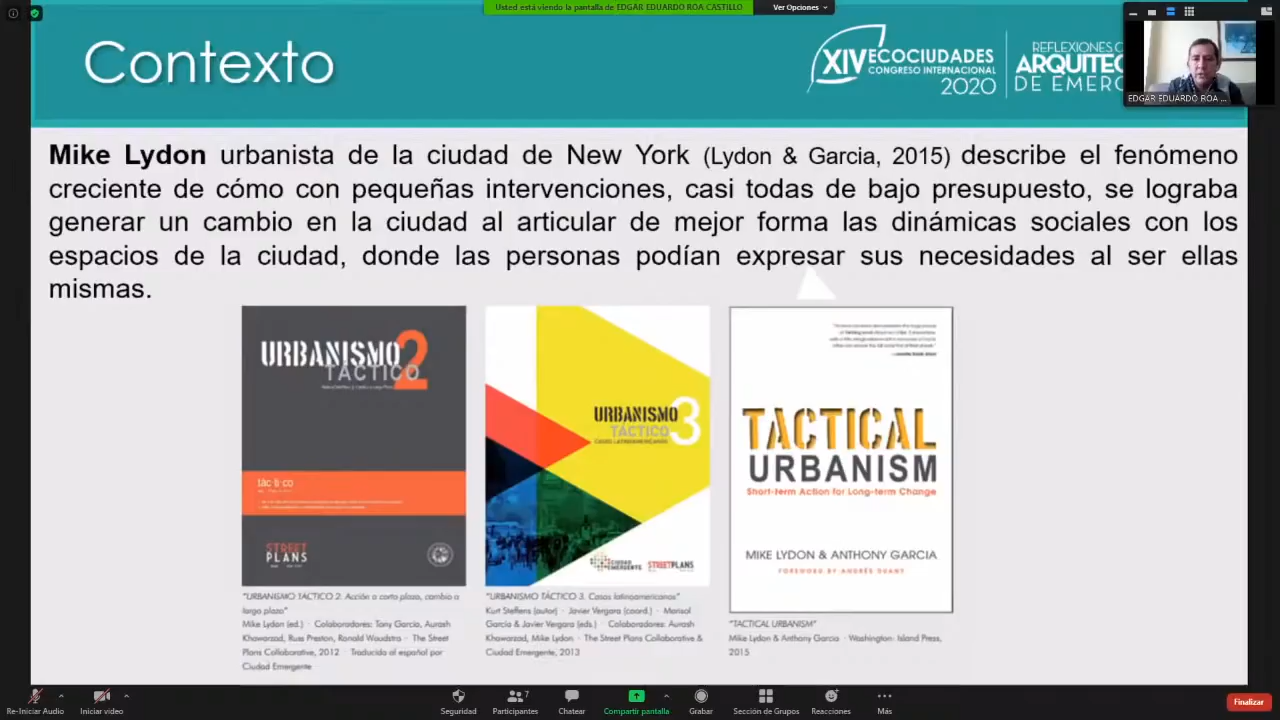 Usted está viendo la pantalla de EDGAR EDUARDO ROA CASTILLO
Ver Opciones
Contexto
XIV ECOCIUDADES
CONGRESO INTERNACIONAL
2020
REFLEXIONES
ARQUITEC
DE EMERG
EDGAR EDUARDO ROA ...
Mike Lydon urbanista de la ciudad de New York (Lydon & Garcia, 2015) describe el fenómeno
creciente de cómo con pequeñas intervenciones, casi todas de bajo presupuesto, se lograba
generar un cambio en la ciudad al articular de mejor forma las dinámicas sociales con los
espacios de la ciudad, donde las personas podían expresar sus necesidades al ser ellas
mismas.
URBANISMO 2
TÁCTICO
tác·ti·co
STREET
PLANS
URBANISMO 3
TÁCTICO
CASOS LATINOAMERICANOS
CIUDAD
EMERGENTE
STREETPLANS
TACTICAL
URBANISM
Short-term Action for Long-term Change
MIKE LYDON & ANTHONY GARCIA
FOREWORD BY ANDRÉS DUANY
"URBANISMO TÁCTICO 2. Acción a corto plazo, cambio a
largo plazo"
Mike Lydon (ed.) · Colaboradores: Tony Garcia, Aurash
Khawarzad, Russ Preston, Ronald Woudstra · The Street
Plans Collaborative, 2012 · Traducido al español por
Ciudad Emergente
"URBANISMO TÁCTICO 3. Casos latinoamericanos"
Kurt Steffens (autor) · Javier Vergara (coord.) · Marisol
García & Javier Vergara (eds.) · Colaboradores: Aurash
Khawarzad, Mike Lydon · The Street Plans Collaborative &
Ciudad Emergente, 2013
"TACTICAL URBANISM"
Mike Lydon & Anthony Garcia · Washington: Island Press,
2015
Re-Iniciar Audio
Iniciar video
Seguridad
7
Participantes
Chatear
Compartir pantalla
Grabar
Sección de Grupos
Reacciones
Más
Finalizar